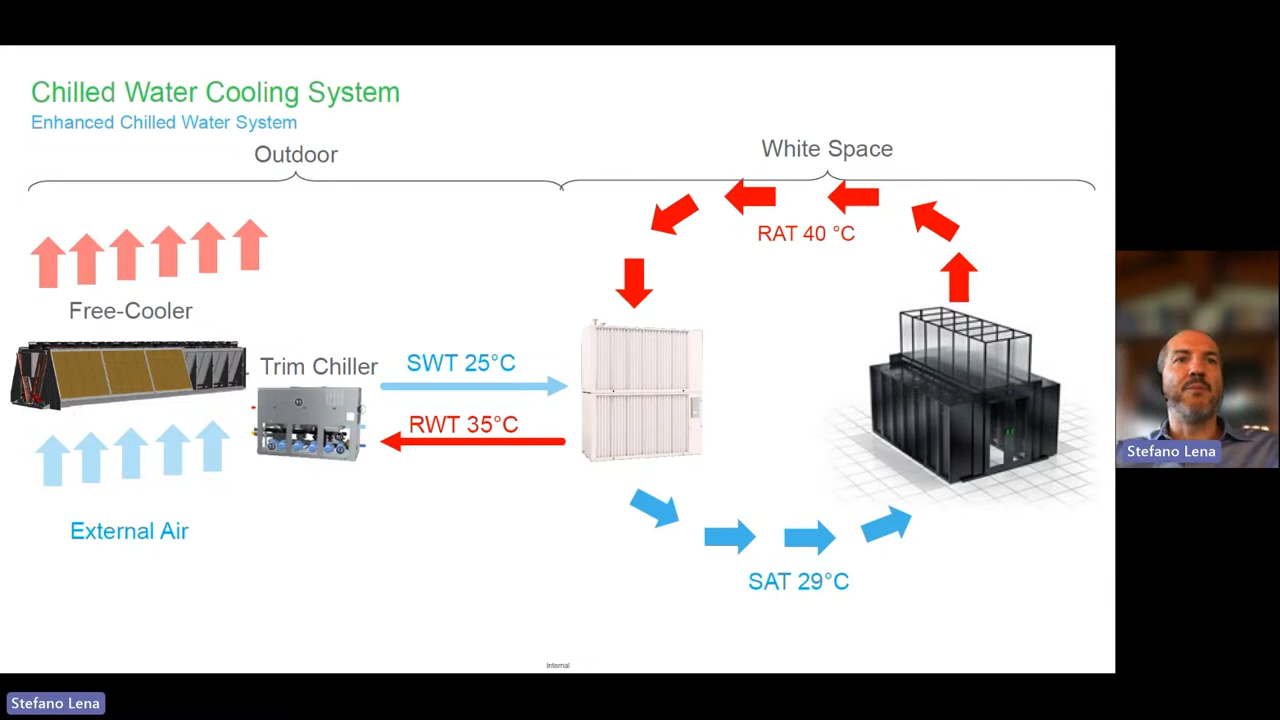 Chilled Water Cooling System
Enhanced Chilled Water System
Outdoor
White Space
RAT 40 °C
Free-Cooler
Trim Chiller
SWT 25°C
RWT 35°C
External Air
SAT 29°C
Internal
Stefano Lena
Stefano Lena